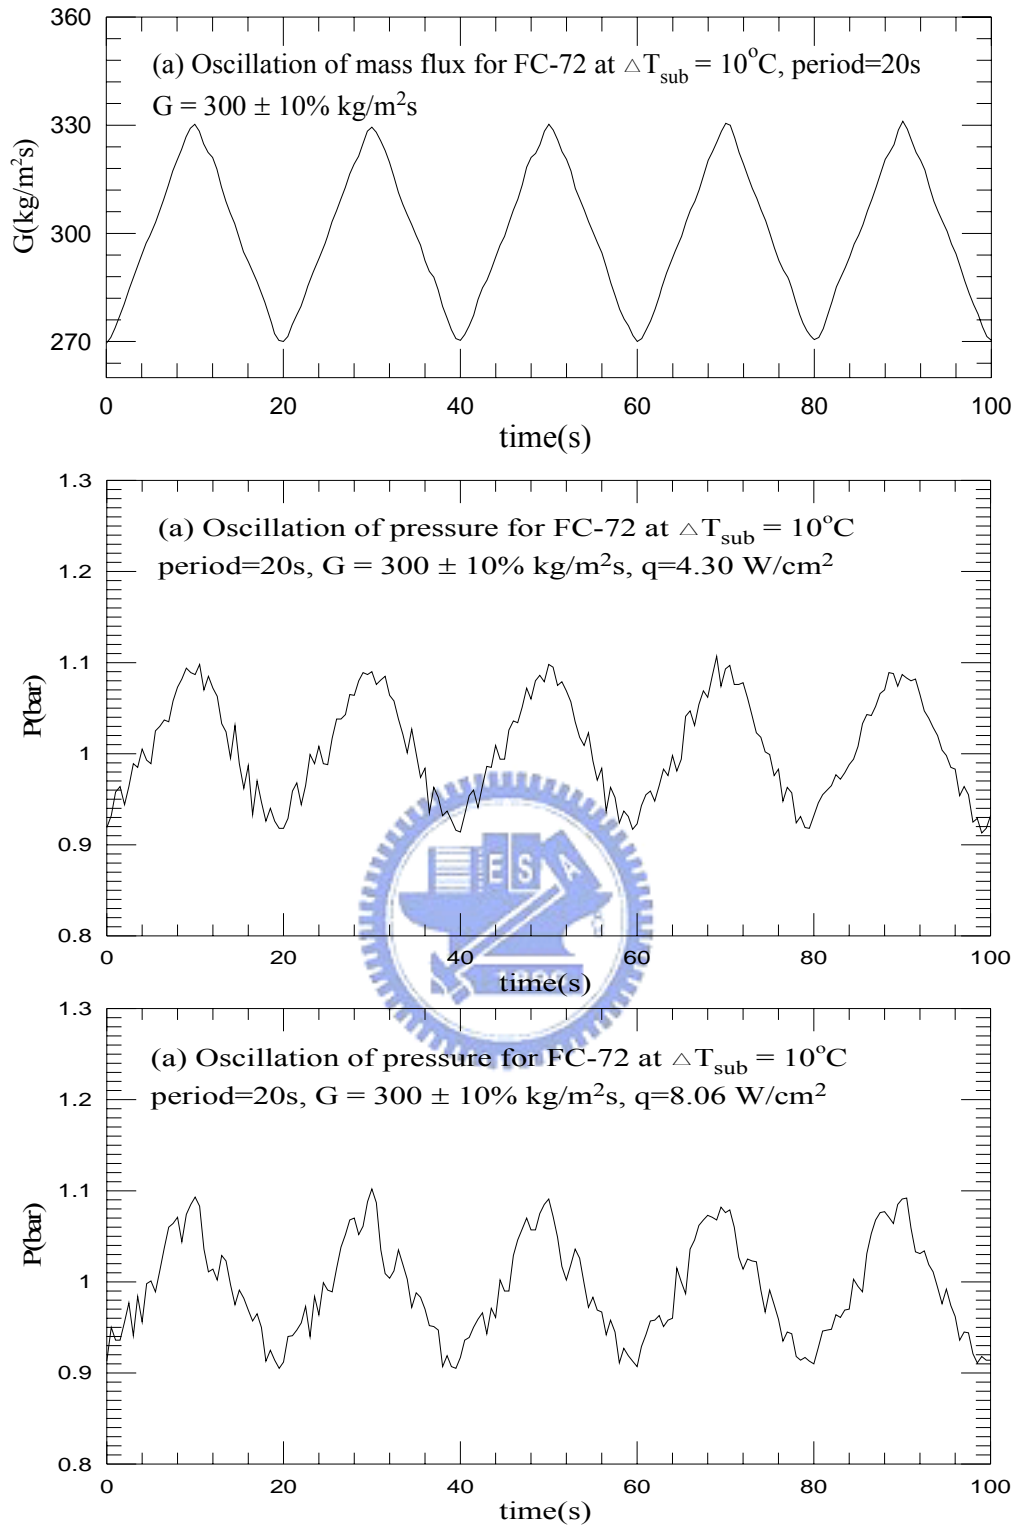 360
(a) Oscillation of mass flux for FC-72 at △Tsub = 10°C, period=20s
G = 300 ± 10% kg/m²s
330
300
270
G(kg/m²s)
0 20 40 60 80 100
time(s)
1.3
(a) Oscillation of pressure for FC-72 at △Tsub = 10°C
period=20s, G = 300 ± 10% kg/m²s, q=4.30 W/cm²
1.2
1.1
1
0.9
0.8
P(bar)
E S A
1896
0 20 40 60 80 100
time(s)
1.3
(a) Oscillation of pressure for FC-72 at △Tsub = 10°C
period=20s, G = 300 ± 10% kg/m²s, q=8.06 W/cm²
1.2
1.1
1
0.9
0.8
P(bar)
0 20 40 60 80 100
time(s)